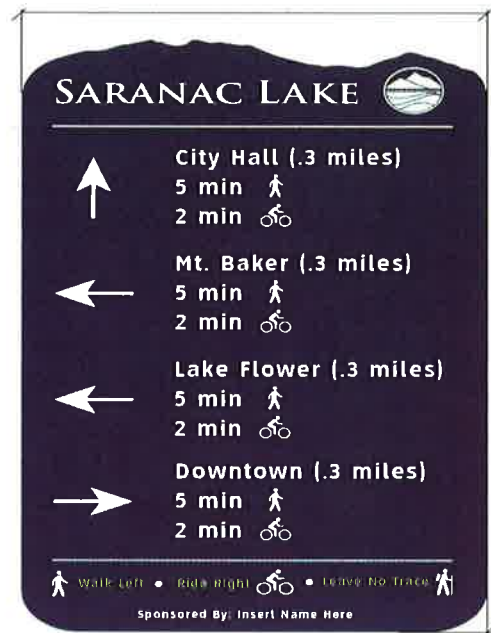 SARANAC LAKE
City Hall (.3 miles)
5 min
2 min
Mt. Baker (.3 miles)
5 min
2 min
Lake Flower (.3 miles)
5 min
2 min
Downtown (.3 miles)
5 min
2 min
Walk Left • Ride Right • Leave No Trace
Sponsored By: Insert Name Here